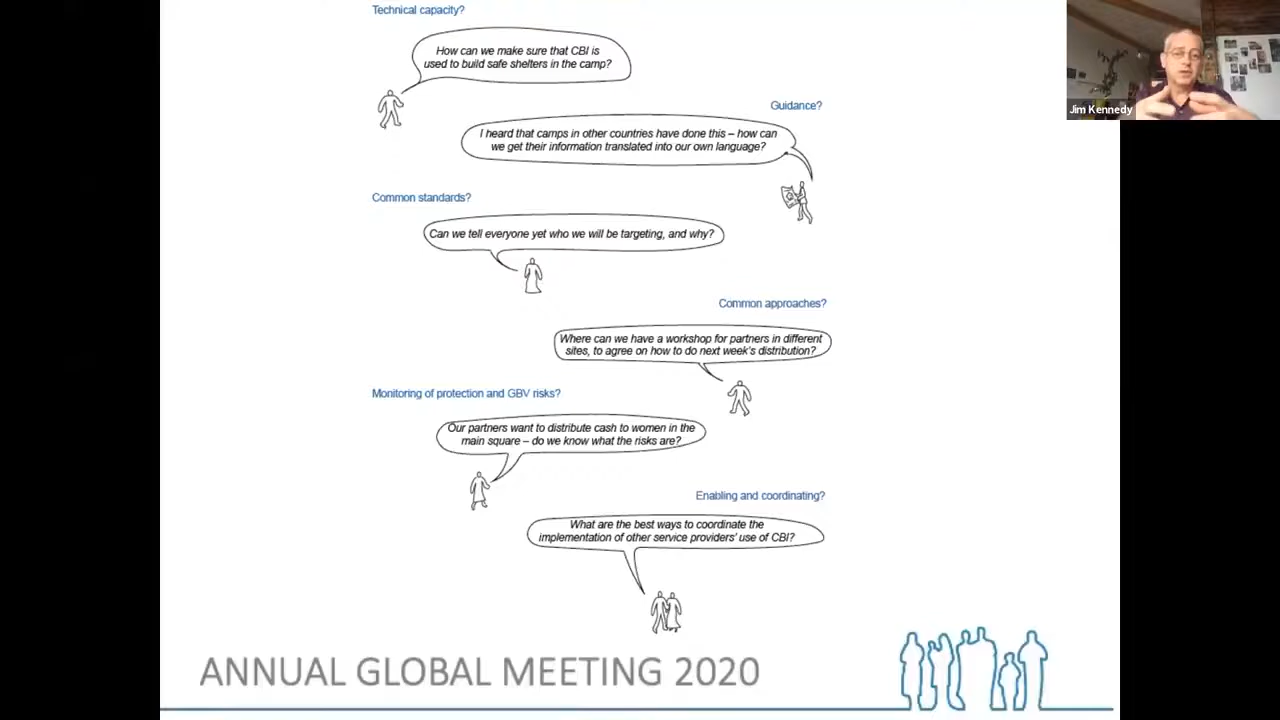 Technical capacity?
How can we make sure that CBI is
used to build safe shelters in the camp?
Jim Kennedy
Guidance?
I heard that camps in other countries have done this – how can
we get their information translated into our own language?
Common standards?
Can we tell everyone yet who we will be targeting, and why?
Common approaches?
Where can we have a workshop for partners in different
sites, to agree on how to do next week's distribution?
Monitoring of protection and GBV risks?
Our partners want to distribute cash to women in the
main square – do we know what the risks are?
Enabling and coordinating?
What are the best ways to coordinate the
implementation of other service providers' use of CBI?
ANNUAL GLOBAL MEETING 2020